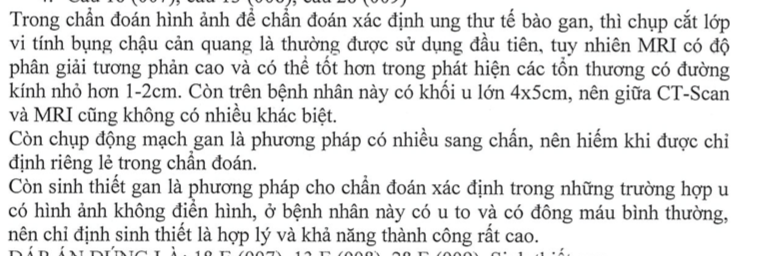 Trong chẩn đoán hình ảnh để chẩn đoán xác định ung thư tế bào gan, thì chụp cắt lớp
vi tính bụng chậu cản quang là thường được sử dụng đầu tiên, tuy nhiên MRI có độ
phân giải tương phản cao và có thể tốt hơn trong phát hiện các tổn thương có đường
kính nhỏ hơn 1-2cm. Còn trên bệnh nhân này có khối u lớn 4x5cm, nên giữa CT-Scan
và MRI cũng không có nhiều khác biệt.
Còn chụp động mạch gan là phương pháp có nhiều sang chấn, nên hiếm khi được chỉ
định riêng lẻ trong chẩn đoán.
Còn sinh thiết gan là phương pháp cho chẩn đoán xác định trong những trường hợp u
có hình ảnh không điển hình, ở bệnh nhân này có u to và có đông máu bình thường,
nên chỉ định sinh thiết là hợp lý và khả năng thành công rất cao.